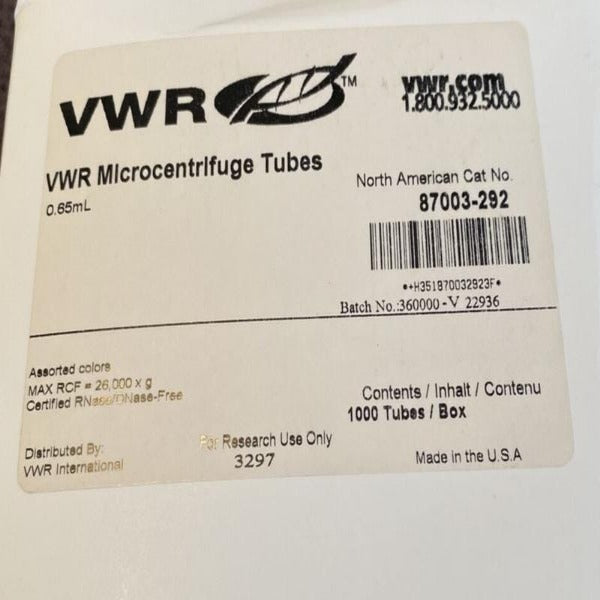 VWR TM
vwr.com
1.800.932.5000
VWR Microcentrifuge Tubes
0.65mL
North American Cat No.
87003-292
*+H351870032923F*
Batch No.:360000-V 22936
Assorted colors
MAX RCF = 26,000 x g
Certified RNase/DNase-Free
Contents / Inhalt / Contenu
1000 Tubes / Box
Distributed By:
VWR International
For Research Use Only
3297
Made in the U.S.A